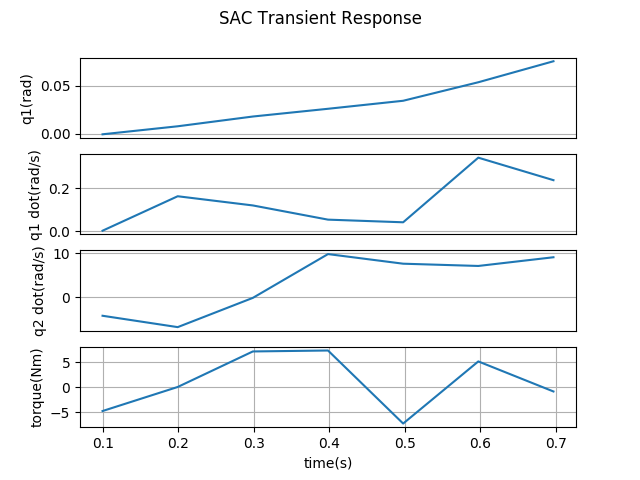 SAC Transient Response
q1(rad)
0.05
0.00
q1 dot(rad/s)
0.2
0.0
q2 dot(rad/s)
10
0
torque(Nm)
5
0
−5
0.1 0.2 0.3 0.4 0.5 0.6 0.7
time(s)